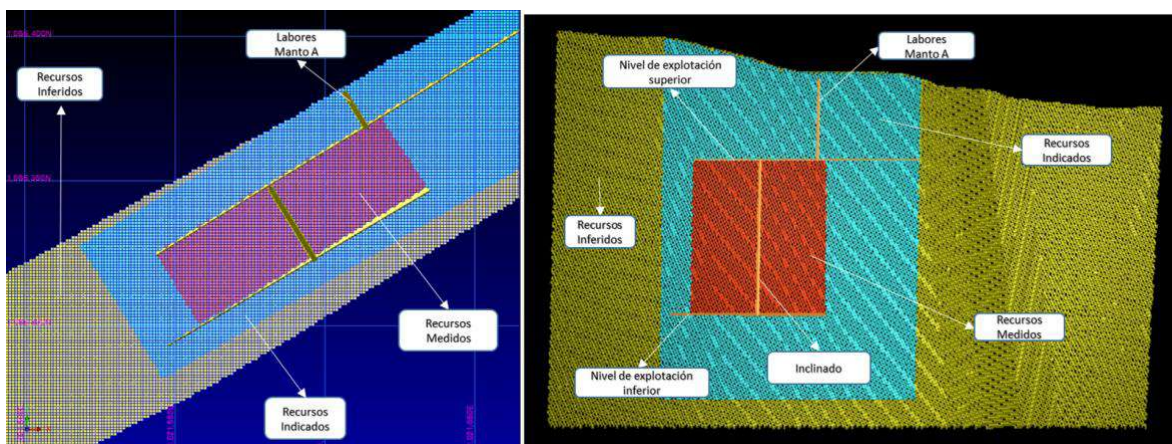 Labores
Manto A
Recursos
Inferidos
Recursos
Medidos
Recursos
Indicados
Labores
Manto A
Nivel de explotación
superior
Recursos
Indicados
Recursos
Inferidos
Recursos
Medidos
Inclinado
Nivel de explotación
inferior